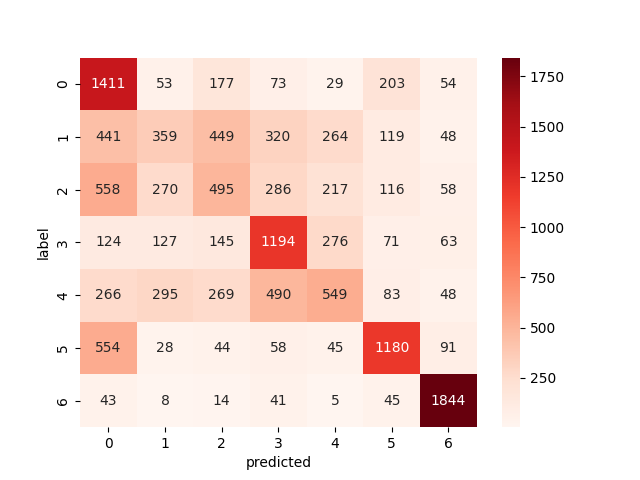 0 1411 53 177 73 29 203 54
1 441 359 449 320 264 119 48
2 558 270 495 286 217 116 58
3 124 127 145 1194 276 71 63
4 266 295 269 490 549 83 48
5 554 28 44 58 45 1180 91
6 43 8 14 41 5 45 1844
0 1 2 3 4 5 6
predicted
label
1750
1500
1250
1000
750
500
250